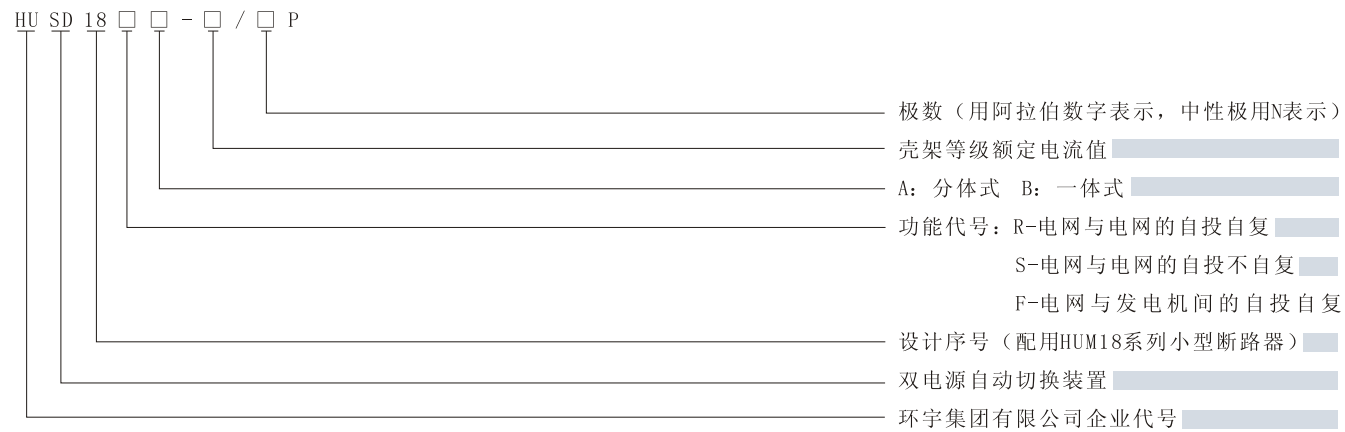 HU SD 18 □ □ - □ / □ P
极数（用阿拉伯数字表示，中性极用N表示）
壳架等级额定电流值
A：分体式 B：一体式
功能代号：R-电网与电网的自投自复
S-电网与电网的自投不自复
F-电网与发电机间的自投自复
设计序号（配用HUM18系列小型断路器）
双电源自动切换装置
环宇集团有限公司企业代号